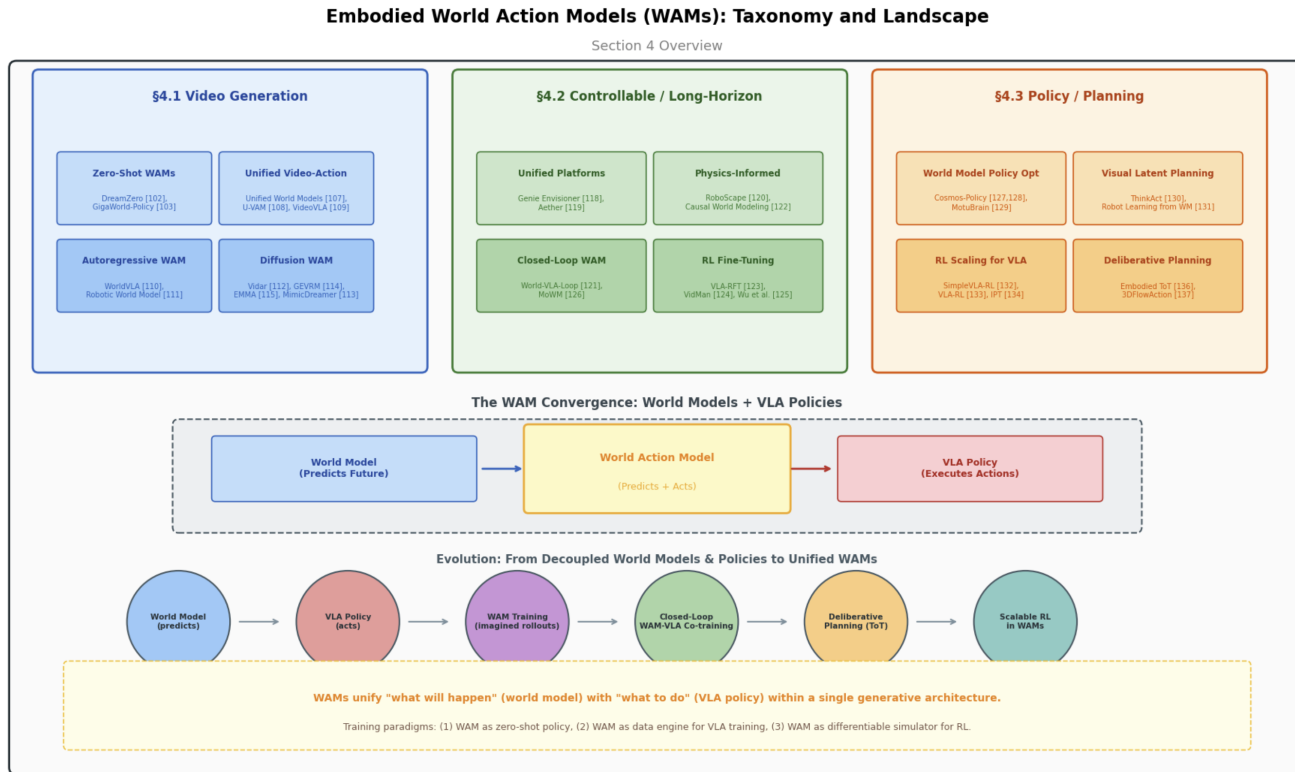 Embodied World Action Models (WAMs): Taxonomy and Landscape
Section 4 Overview
§4.1 Video Generation
Zero-Shot WAMs
DreamZero [102],
GigaWorld-Policy [103]
Unified Video-Action
Unified World Models [107],
U-VAM [108], VideoVLA [109]
Autoregressive WAM
WorldVLA [110],
Robotic World Model [111]
Diffusion WAM
Vidar [112], GEVRM [114],
EMMA [115], MimicDreamer [113]
§4.2 Controllable / Long-Horizon
Unified Platforms
Genie Envisioner [118],
Aether [119]
Physics-Informed
RoboScape [120],
Causal World Modeling [122]
Closed-Loop WAM
World-VLA-Loop [121],
MoWM [126]
RL Fine-Tuning
VLA-RFT [123],
VidMan [124], Wu et al. [125]
§4.3 Policy / Planning
World Model Policy Opt
Cosmos-Policy [127,128],
MotuBrain [129]
Visual Latent Planning
ThinkAct [130],
Robot Learning from WM [131]
RL Scaling for VLA
SimpleVLA-RL [132],
VLA-RL [133], IPT [134]
Deliberative Planning
Embodied ToT [136],
3DFlowAction [137]
The WAM Convergence: World Models + VLA Policies
World Model
(Predicts Future)
World Action Model
(Predicts + Acts)
VLA Policy
(Executes Actions)
Evolution: From Decoupled World Models & Policies to Unified WAMs
World Model
(predicts)
VLA Policy
(acts)
WAM Training
(imagined rollouts)
Closed-Loop
WAM-VLA Co-training
Deliberative
Planning (ToT)
Scalable RL
in WAMs
WAMs unify "what will happen" (world model) with "what to do" (VLA policy) within a single generative architecture.
Training paradigms: (1) WAM as zero-shot policy, (2) WAM as data engine for VLA training, (3) WAM as differentiable simulator for RL.